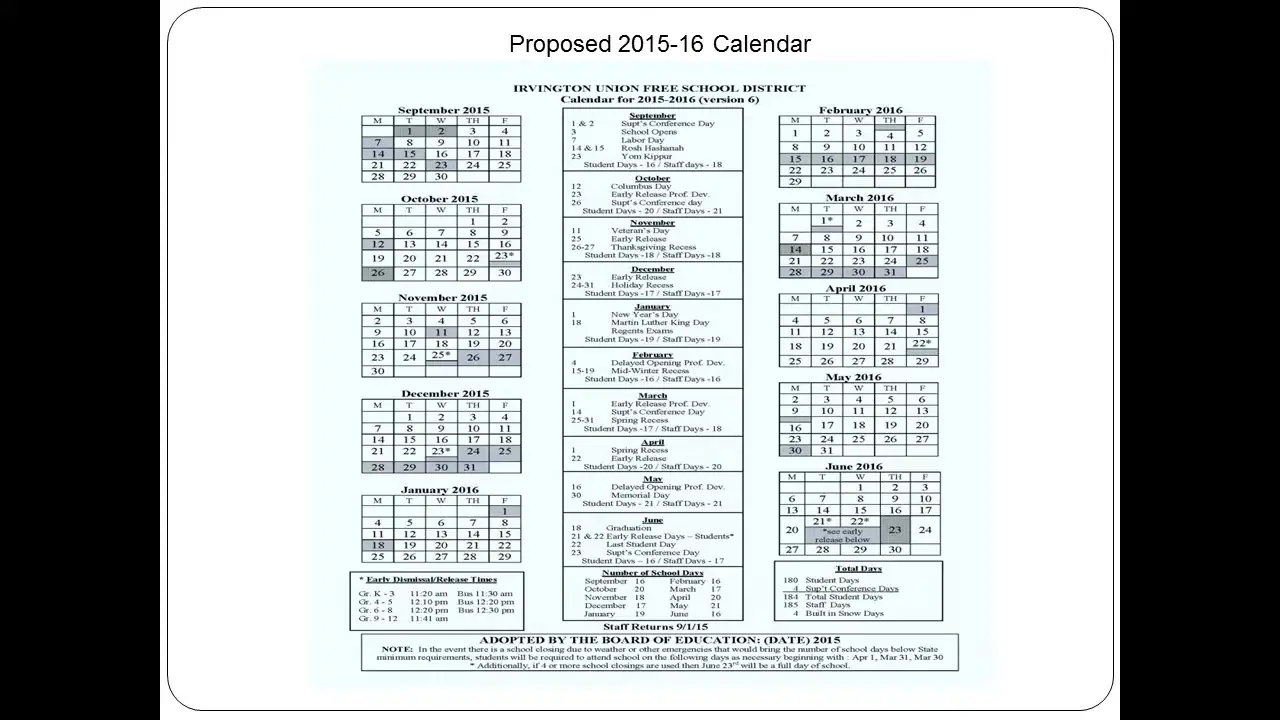 Proposed 2015-16 Calendar
IRVINGTON UNION FREE SCHOOL DISTRICT
Calendar for 2015-2016 (version 6)
September 2015
M T W TH F
1 2 3 4
7 8 9 10 11
14 15 16 17 18
21 22 23 24 25
28 29 30
October 2015
M T W TH F
1 2
5 6 7 8 9
12 13 14 15 16
19 20 21 22 23*
26 27 28 29 30
November 2015
M T W TH F
2 3 4 5 6
9 10 11 12 13
16 17 18 19 20
23 24 25* 26 27
30
December 2015
M T W TH F
1 2 3 4
7 8 9 10 11
14 15 16 17 18
21 22 23* 24 25
28 29 30 31
January 2016
M T W TH F
1
4 5 6 7 8
11 12 13 14 15
18 19 20 21 22
25 26 27 28 29
* Early Dismissal/Release Times
Gr. K - 3 11:20 am Bus 11:30 am
Gr. 4 - 5 12:10 pm Bus 12:20 pm
Gr. 6 - 8 12:20 pm Bus 12:30 pm
Gr. 9 - 12 11:41 am
September
1 & 2 Supt's Conference Day
3 School Opens
7 Labor Day
14 & 15 Rosh Hashanah
23 Yom Kippur
Student Days - 16 / Staff days - 18
October
12 Columbus Day
23 Early Release Prof. Dev.
26 Supt's Conference day
Student Days - 20 / Staff Days - 21
November
11 Veteran's Day
25 Early Release
26-27 Thanksgiving Recess
Student Days -18 / Staff Days -18
December
23 Early Release
24-31 Holiday Recess
Student Days -17 / Staff Days -17
January
1 New Year's Day
18 Martin Luther King Day
Regents Exams
Student Days -19 / Staff Days -19
February
4 Delayed Opening Prof. Dev.
15-19 Mid-Winter Recess
Student Days -16 / Staff Days -16
March
1 Early Release Prof. Dev.
14 Supt's Conference Day
25-31 Spring Recess
Student Days -17 / Staff Days - 18
April
1 Spring Recess
22 Early Release
Student Days -20 / Staff Days - 20
May
16 Delayed Opening Prof. Dev.
30 Memorial Day
Student Days - 21 / Staff Days - 21
June
18 Graduation
21 & 22 Early Release Days – Students*
22 Last Student Day
23 Supt's Conference Day
Student Days – 16 / Staff Days - 17
Number of School Days
September 16 February 16
October 20 March 17
November 18 April 20
December 17 May 21
January 19 June 16
Staff Returns 9/1/15
February 2016
M T W TH F
1 2 3 4 5
8 9 10 11 12
15 16 17 18 19
22 23 24 25 26
29
March 2016
M T W TH F
1* 2 3 4
7 8 9 10 11
14 15 16 17 18
21 22 23 24 25
28 29 30 31
April 2016
M T W TH F
1
4 5 6 7 8
11 12 13 14 15
18 19 20 21 22*
25 26 27 28 29
May 2016
M T W TH F
2 3 4 5 6
9 10 11 12 13
16 17 18 19 20
23 24 25 26 27
30 31
June 2016
M T W TH F
1 2 3
6 7 8 9 10
13 14 15 16 17
20 21* 22* 23 24
*see early
release below
27 28 29 30
Total Days
180 Student Days
4 Sup't Conference Days
184 Total Student Days
185 Staff Days
4 Built in Snow Days
ADOPTED BY THE BOARD OF EDUCATION: (DATE) 2015
NOTE: In the event there is a school closing due to weather or other emergencies that would bring the number of school days below State
minimum requirements, students will be required to attend school on the following days as necessary beginning with : Apr 1, Mar 31, Mar 30
* Additionally, if 4 or more school closings are used then June 23rd will be a full day of school.